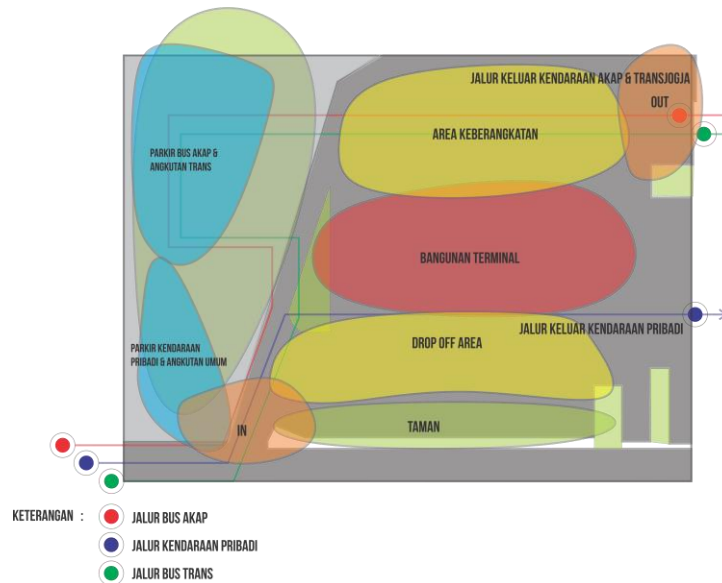 JALUR KELUAR KENDARAAN AKAP & TRANSJOGJA
OUT
AREA KEBERANGKATAN
PARKIR BUS AKAP &
ANGKUTAN TRANS
BANGUNAN TERMINAL
JALUR KELUAR KENDARAAN PRIBADI
DROP OFF AREA
PARKIR KENDARAAN
PRIBADI & ANGKUTAN UMUM
IN
TAMAN
KETERANGAN :
JALUR BUS AKAP
JALUR KENDARAAN PRIBADI
JALUR BUS TRANS